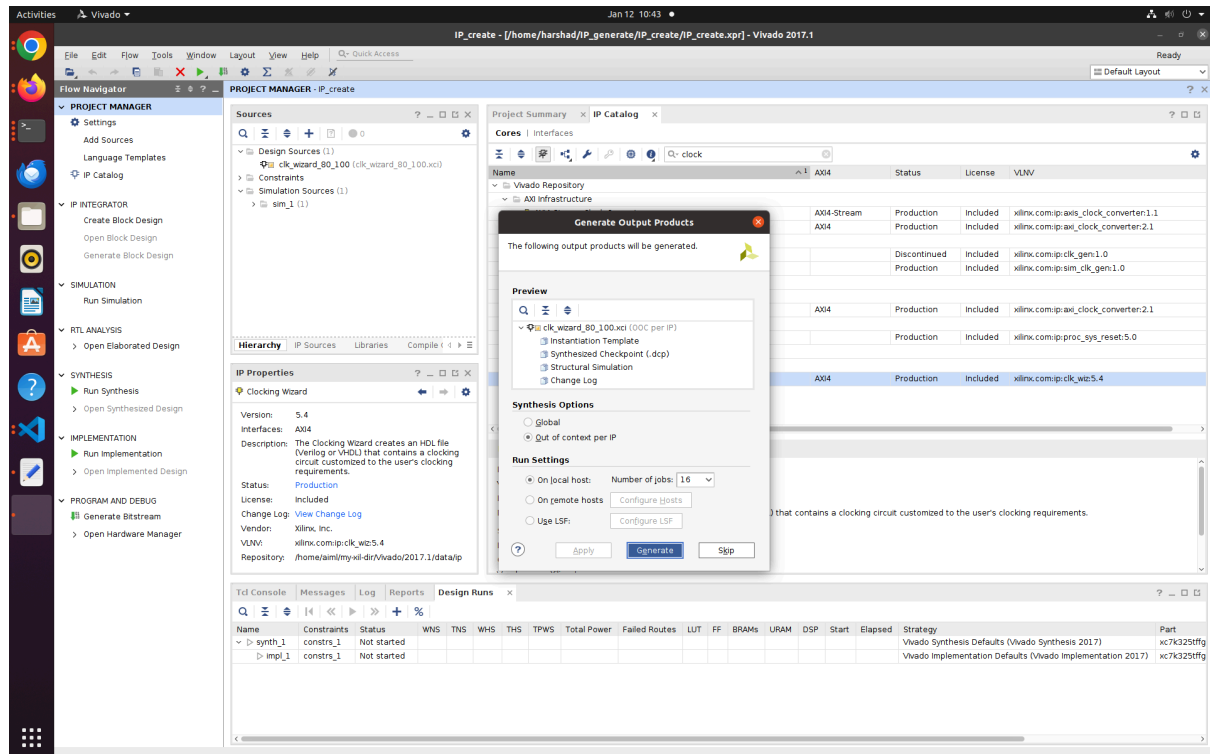 Activities Vivado Jan 12 10:43
IP_create - [/home/harshad/IP_generate/IP_create/IP_create.xpr] - Vivado 2017.1
File Edit Flow Tools Window Layout View Help Quick Access Ready
Default Layout
Flow Navigator
PROJECT MANAGER - IP_create
PROJECT MANAGER
Settings
Add Sources
Language Templates
IP Catalog
IP INTEGRATOR
Create Block Design
Open Block Design
Generate Block Design
SIMULATION
Run Simulation
RTL ANALYSIS
Open Elaborated Design
SYNTHESIS
Run Synthesis
Open Synthesized Design
IMPLEMENTATION
Run Implementation
Open Implemented Design
PROGRAM AND DEBUG
Generate Bitstream
Open Hardware Manager
Sources
0
Design Sources (1)
clk_wizard_80_100 (clk_wizard_80_100.xci)
Constraints
Simulation Sources (1)
sim_1 (1)
Hierarchy IP Sources Libraries Compile
IP Properties
Clocking Wizard
Version: 5.4
Interfaces: AXI4
Description: The Clocking Wizard creates an HDL file
(Verilog or VHDL) that contains a clocking
circuit customized to the user's clocking
requirements.
Status: Production
License: Included
Change Log: View Change Log
Vendor: Xilinx, Inc.
VLNV: xilinx.com:ip:clk_wiz:5.4
Repository: /home/aiml/my-xil-dir/Vivado/2017.1/data/ip
Project Summary IP Catalog
Cores | Interfaces
clock
Name 1 AXI4 Status License VLNV
Vivado Repository
AXI Infrastructure
AXI4-Stream Production Included xilinx.com:ip:axis_clock_converter:1.1
AXI4 Production Included xilinx.com:ip:axi_clock_converter:2.1
Discontinued Included xilinx.com:ip:clk_gen:1.0
Production Included xilinx.com:ip:sim_clk_gen:1.0
AXI4 Production Included xilinx.com:ip:axi_clock_converter:2.1
Production Included xilinx.com:ip:proc_sys_reset:5.0
AXI4 Production Included xilinx.com:ip:clk_wiz:5.4
) that contains a clocking circuit customized to the user's clocking requirements.
Generate Output Products
The following output products will be generated.
Preview
clk_wizard_80_100.xci (OOC per IP)
Instantiation Template
Synthesized Checkpoint (.dcp)
Structural Simulation
Change Log
Synthesis Options
Global
Out of context per IP
Run Settings
On local host: Number of jobs: 16
On remote hosts Configure Hosts
Use LSF: Configure LSF
? Apply Generate Skip
Tcl Console Messages Log Reports Design Runs
Name Constraints Status WNS TNS WHS THS TPWS Total Power Failed Routes LUT FF BRAMs URAM DSP Start Elapsed Strategy Part
synth_1 constrs_1 Not started Vivado Synthesis Defaults (Vivado Synthesis 2017) xc7k325tffg
impl_1 constrs_1 Not started Vivado Implementation Defaults (Vivado Implementation 2017) xc7k325tffg